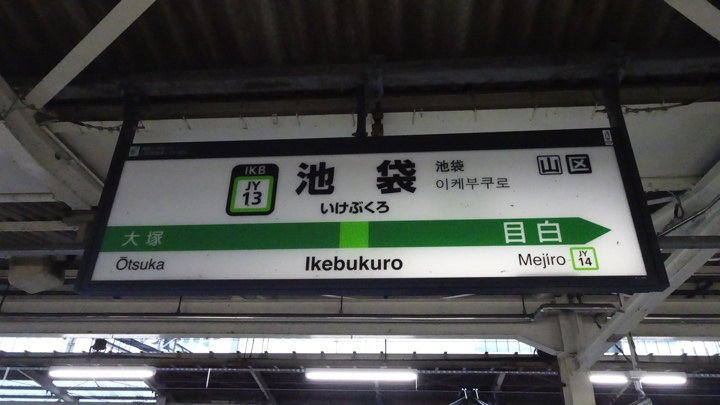 IKB
JY
13
池袋
いけぶくろ
池袋
이케부쿠로
山 区
大塚
目白
Ōtsuka
Ikebukuro
Mejiro
JY
14